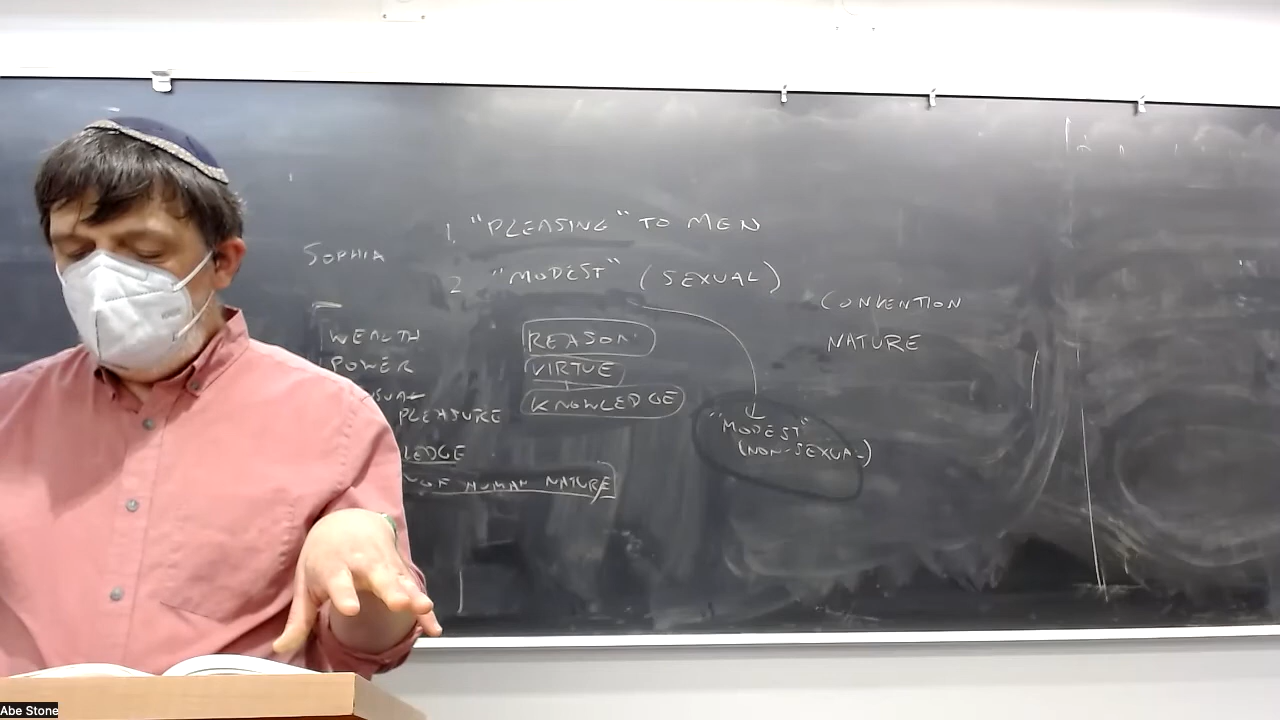 SOPHIA
1. "PLEASING" TO MEN
2 "MODEST" (SEXUAL)
WEALTH
POWER
PLEASURE
LEDGE
OF HUMAN NATURE
REASON
VIRTUE
KNOWLEDGE
"MODEST"
(NON-SEXUAL)
CONVENTION
NATURE
Abe Stone